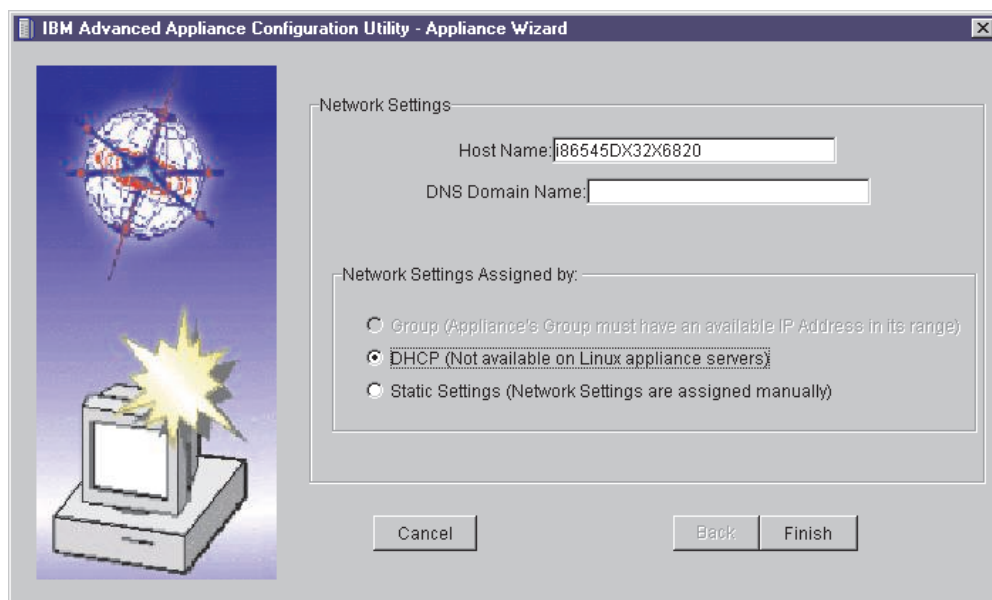 IBM Advanced Appliance Configuration Utility - Appliance Wizard
Network Settings
Host Name: i86545DX32X6820
DNS Domain Name:
Network Settings Assigned by:
Group (Appliance's Group must have an available IP Address in its range)
DHCP (Not available on Linux appliance servers)
Static Settings (Network Settings are assigned manually)
Cancel Back Finish